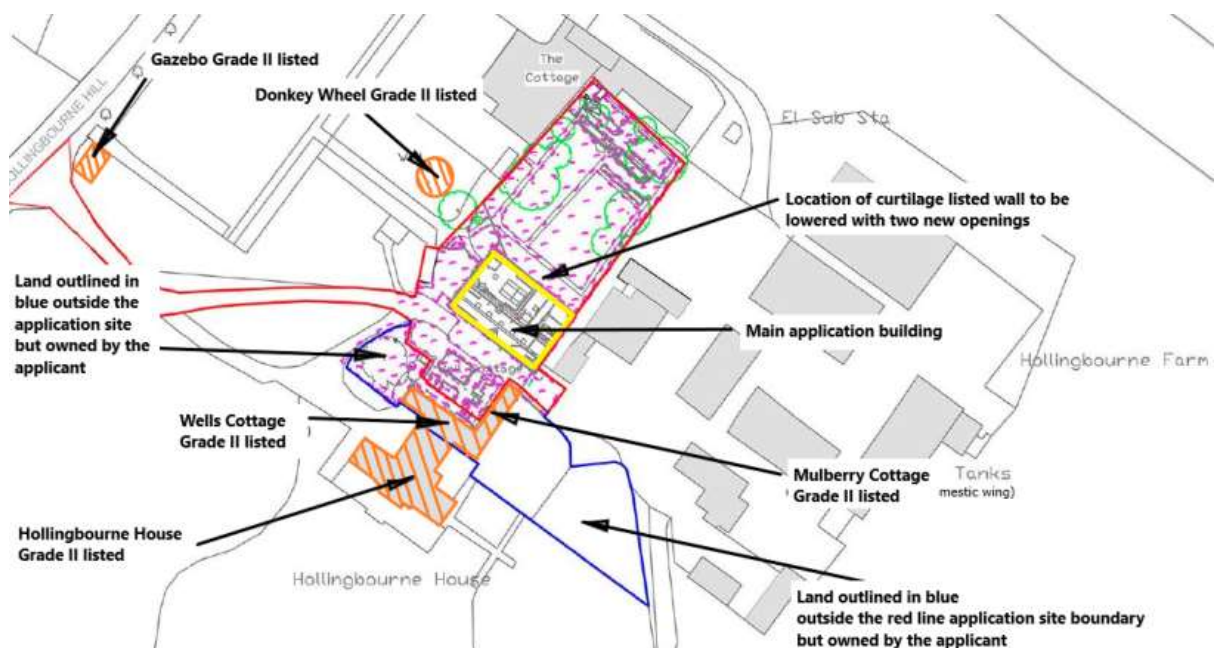 Gazebo Grade II listed
Donkey Wheel Grade II listed
The
Cottage
El Sub Sta
OLLINGBOURNE HILL
Location of curtilage listed wall to be
lowered with two new openings
Land outlined in
blue outside the
application site
but owned by the
applicant
Main application building
Hollingbourne Farm
Wells Cottage
Grade II listed
Mulberry Cottage
Grade II listed
Tanks
mestic wing)
Hollingbourne House
Grade II listed
Hollingbourne House
Land outlined in blue
outside the red line application site boundary
but owned by the applicant